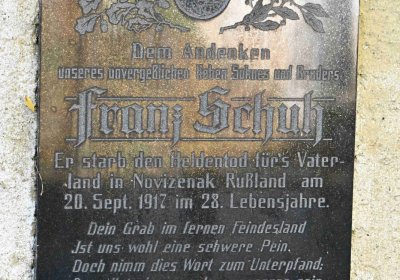 Dem Andenken
unseres unvergeßlichen lieben Sohnes und Bruders
Franz Schuh
Er starb den Heldentod für's Vater-
land in Novizenak Rußland am
20. Sept. 1917 im 28. Lebensjahre.
Dein Grab im fernen Feindesland
Ist uns wohl eine schwere Pein.
Doch nimm dies Wort zum Unterpfand: